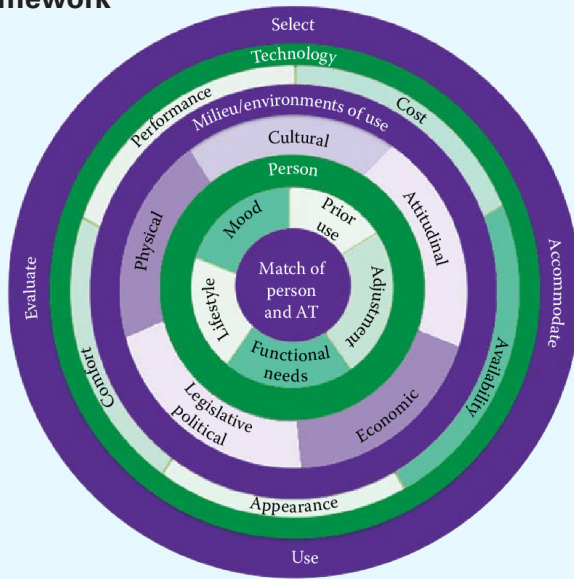 mework
Select
Technology
Performance
Cost
Milieu/environments of use
Cultural
Person
Physical
Attitudinal
Mood
Prior
use
Evaluate
Accommodate
Match of
person
and AT
Lifestyle
Adjustment
Functional
needs
Comfort
Availability
Legislative
political
Economic
Appearance
Use